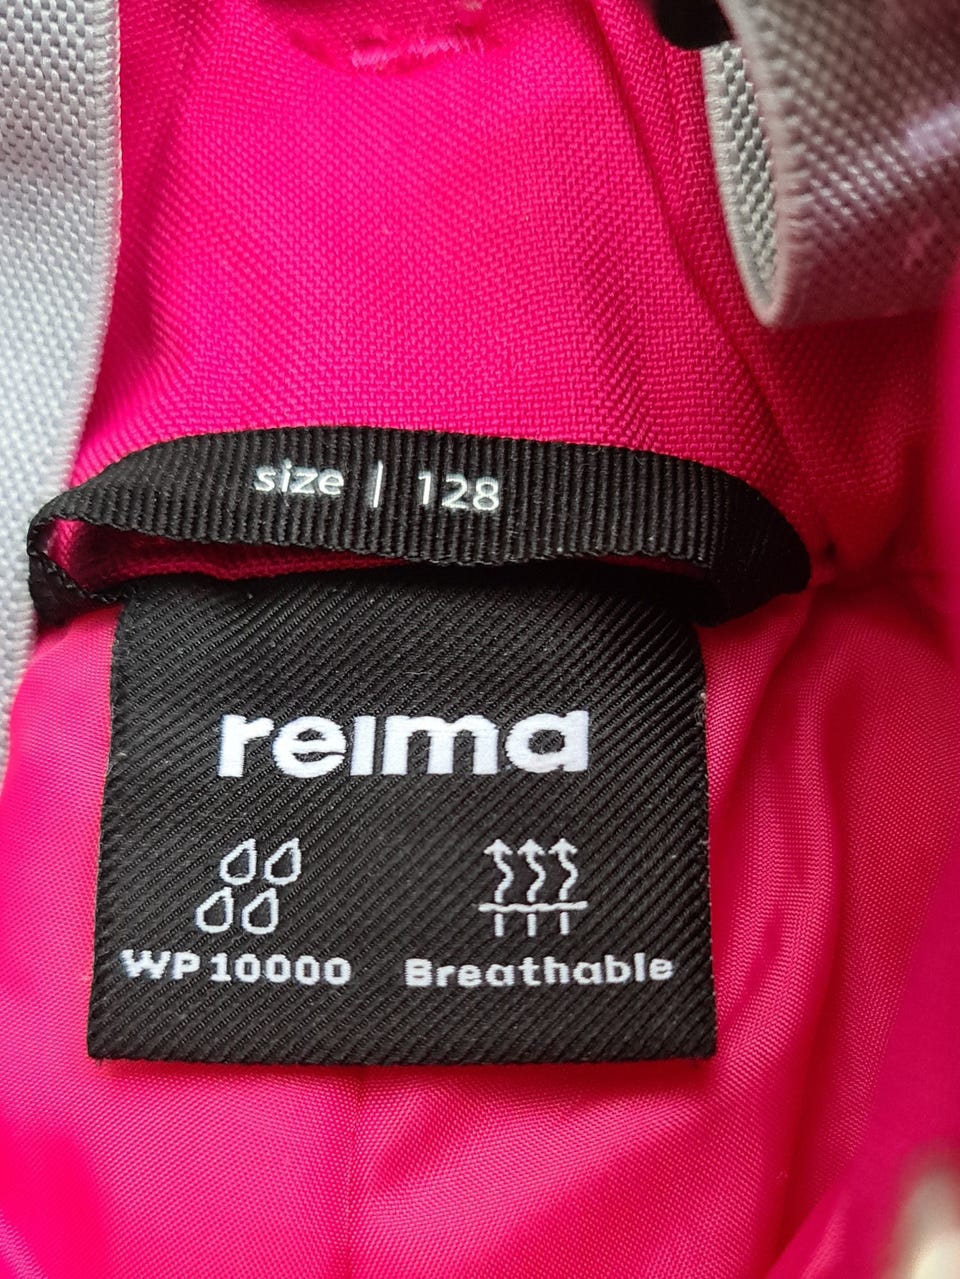 size | 128
reima
WP 10000
Breathable